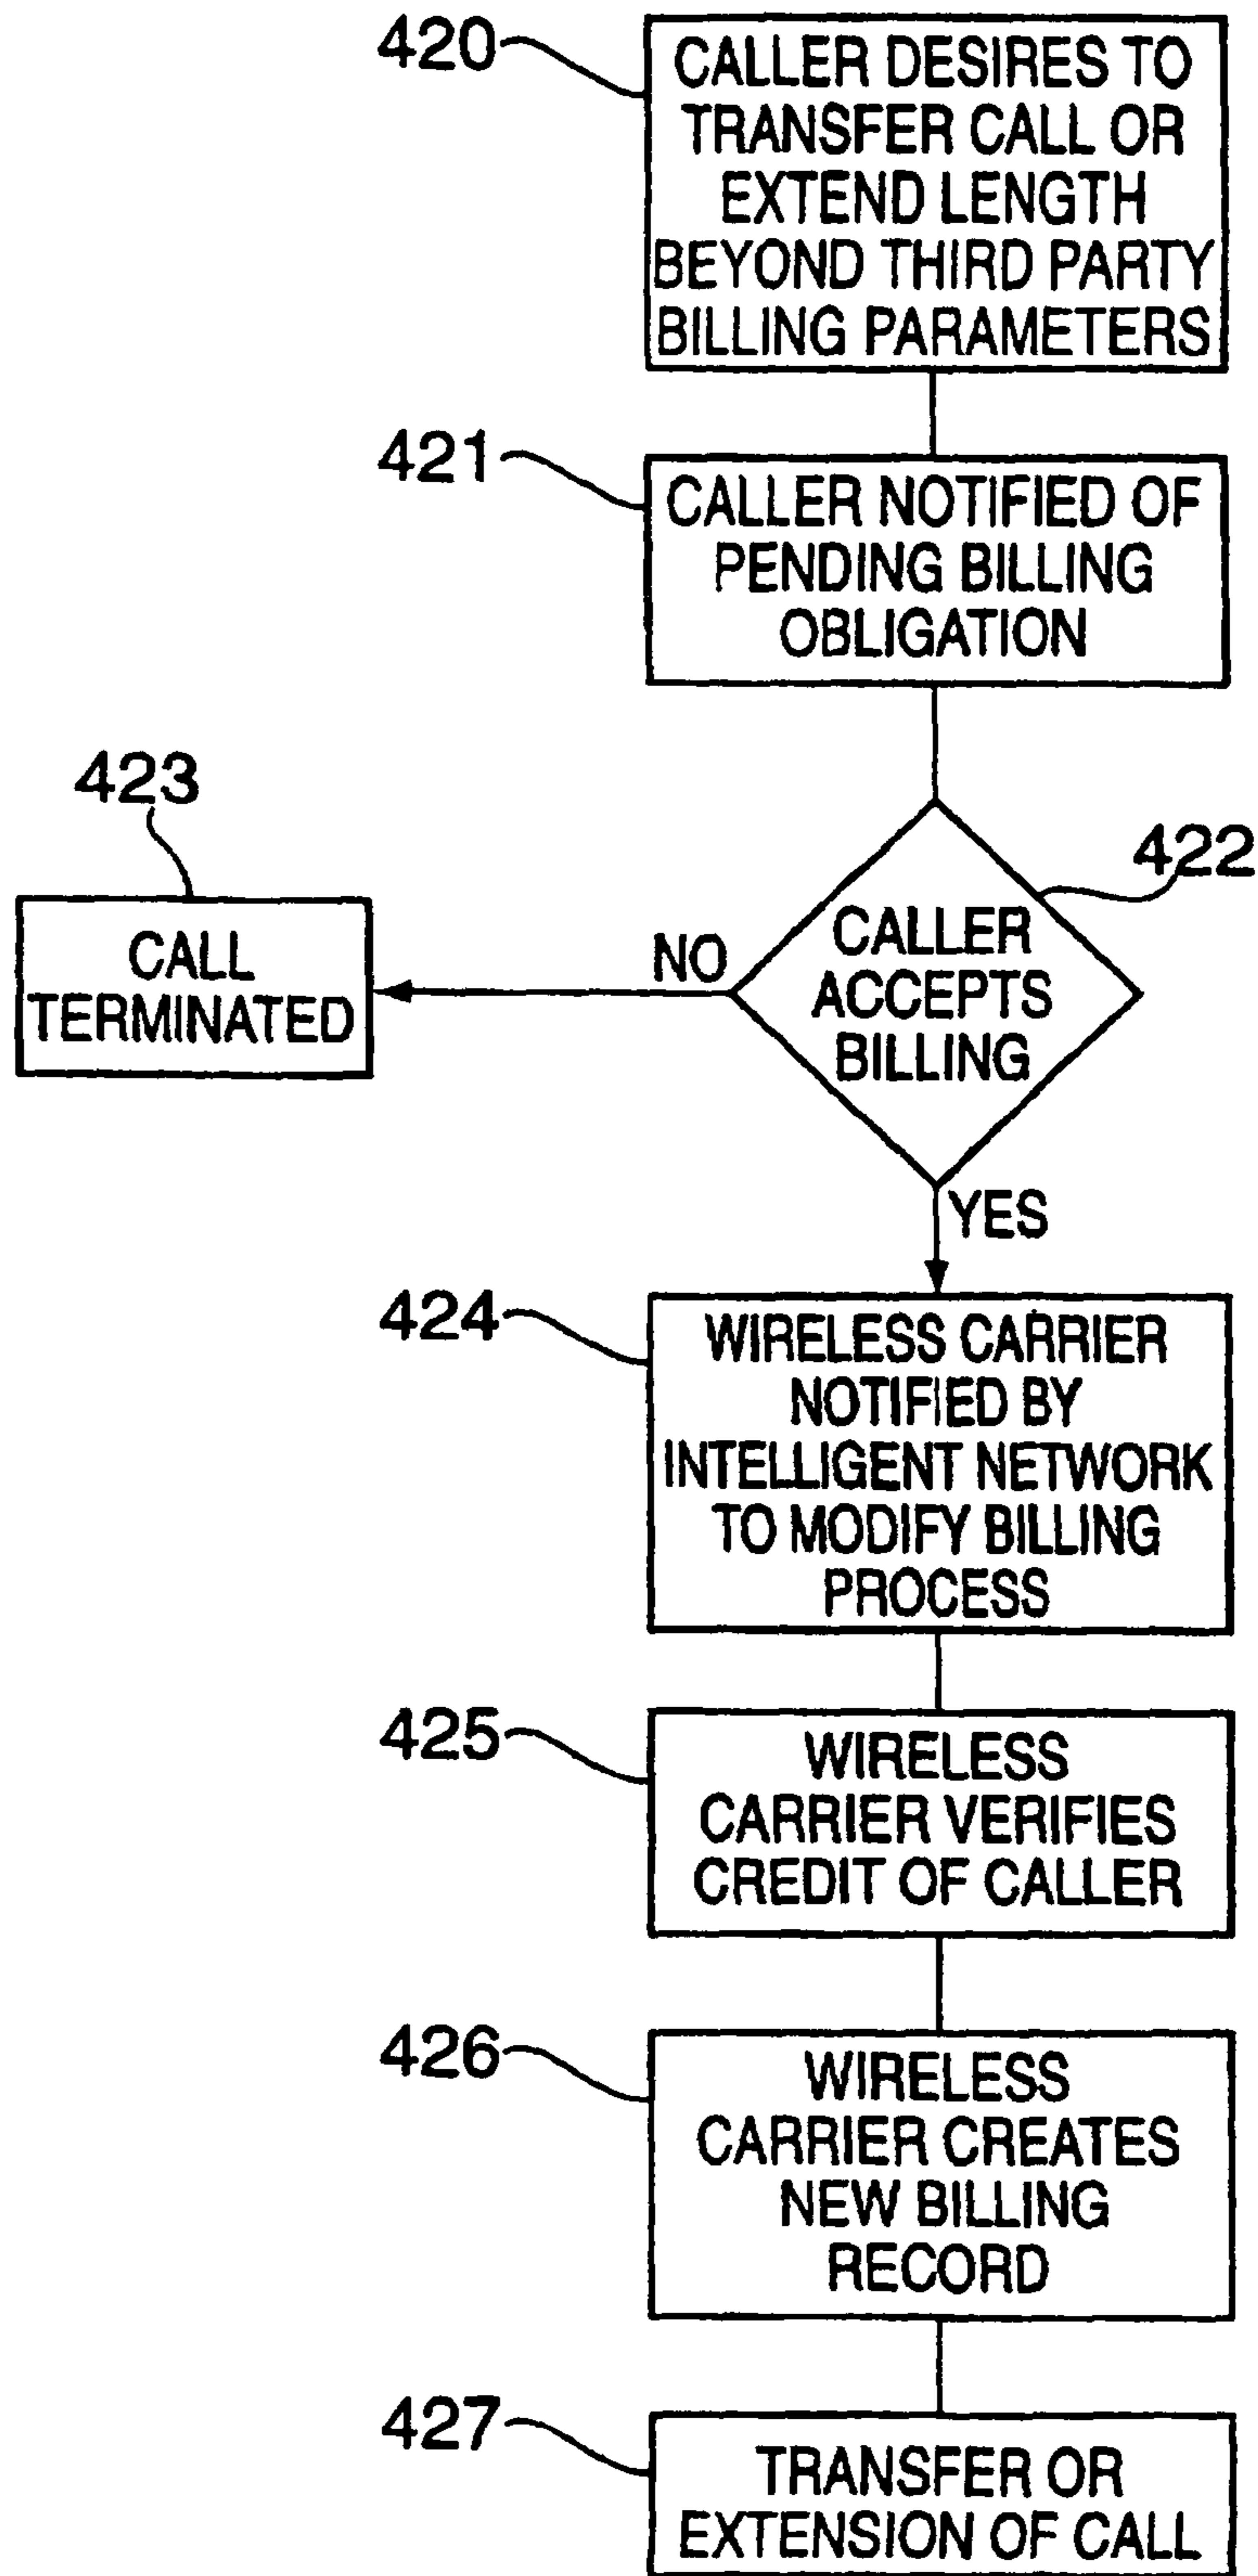 420
CALLER DESIRES TO
TRANSFER CALL OR
EXTEND LENGTH
BEYOND THIRD PARTY
BILLING PARAMETERS
421
CALLER NOTIFIED OF
PENDING BILLING
OBLIGATION
422
CALLER
ACCEPTS
BILLING
NO
423
CALL
TERMINATED
YES
424
WIRELESS CARRIER
NOTIFIED BY
INTELLIGENT NETWORK
TO MODIFY BILLING
PROCESS
425
WIRELESS
CARRIER VERIFIES
CREDIT OF CALLER
426
WIRELESS
CARRIER CREATES
NEW BILLING
RECORD
427
TRANSFER OR
EXTENSION OF CALL